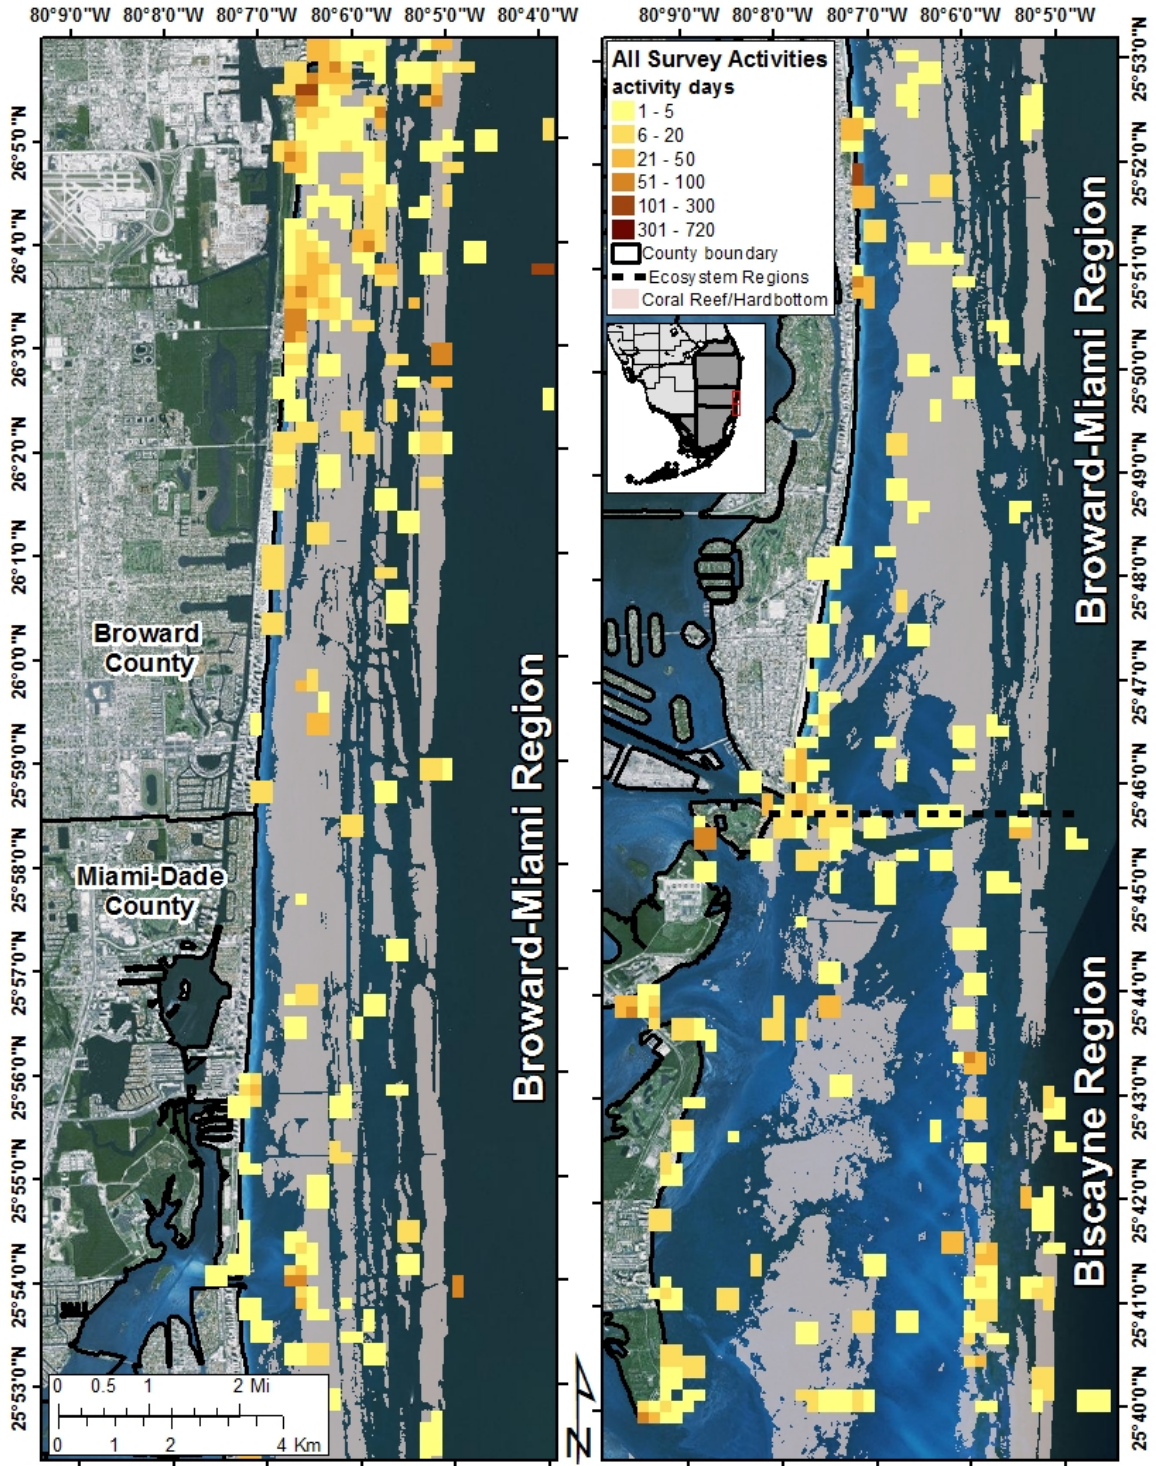 80°9'0"W 80°8'0"W 80°7'0"W 80°6'0"W 80°5'0"W 80°4'0"W
26°5'0"N
26°4'0"N
26°3'0"N
26°2'0"N
26°1'0"N
26°0'0"N
25°59'0"N
25°58'0"N
25°57'0"N
25°56'0"N
25°55'0"N
25°54'0"N
25°53'0"N
Broward
County
Miami-Dade
County
Broward-Miami Region
0 0.5 1 2 Mi
0 1 2 4 Km
N
80°9'0"W 80°8'0"W 80°7'0"W 80°6'0"W 80°5'0"W
All Survey Activities
activity days
1 - 5
6 - 20
21 - 50
51 - 100
101 - 300
301 - 720
County boundary
Ecosystem Regions
Coral Reef/Hardbottom
Broward-Miami Region
Biscayne Region
25°53'0"N
25°52'0"N
25°51'0"N
25°50'0"N
25°49'0"N
25°48'0"N
25°47'0"N
25°46'0"N
25°45'0"N
25°44'0"N
25°43'0"N
25°42'0"N
25°41'0"N
25°40'0"N